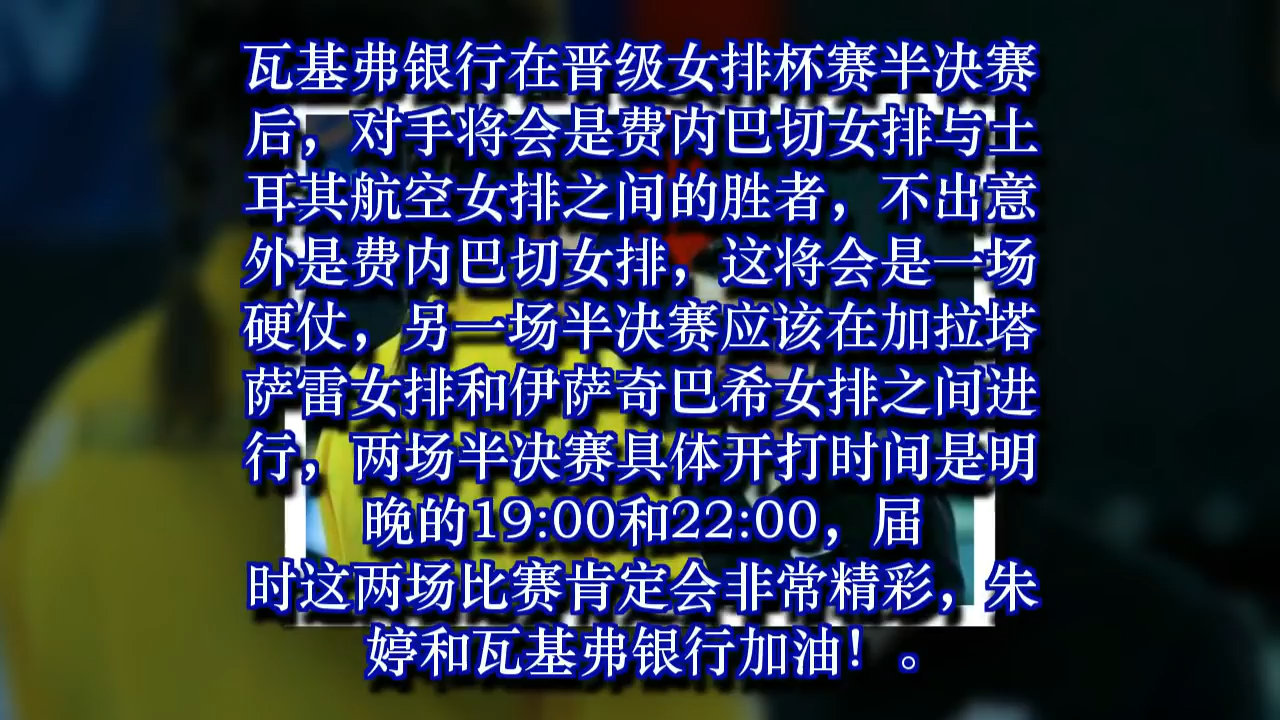 瓦基弗银行在晋级女排杯赛半决赛
后，对手将会是费内巴切女排与土
耳其航空女排之间的胜者，不出意
外是费内巴切女排，这将会是一场
硬仗，另一场半决赛应该在加拉塔
萨雷女排和伊萨奇巴希女排之间进
行，两场半决赛具体开打时间是明
晚的19:00和22:00，届
时这两场比赛肯定会非常精彩，朱
婷和瓦基弗银行加油！。